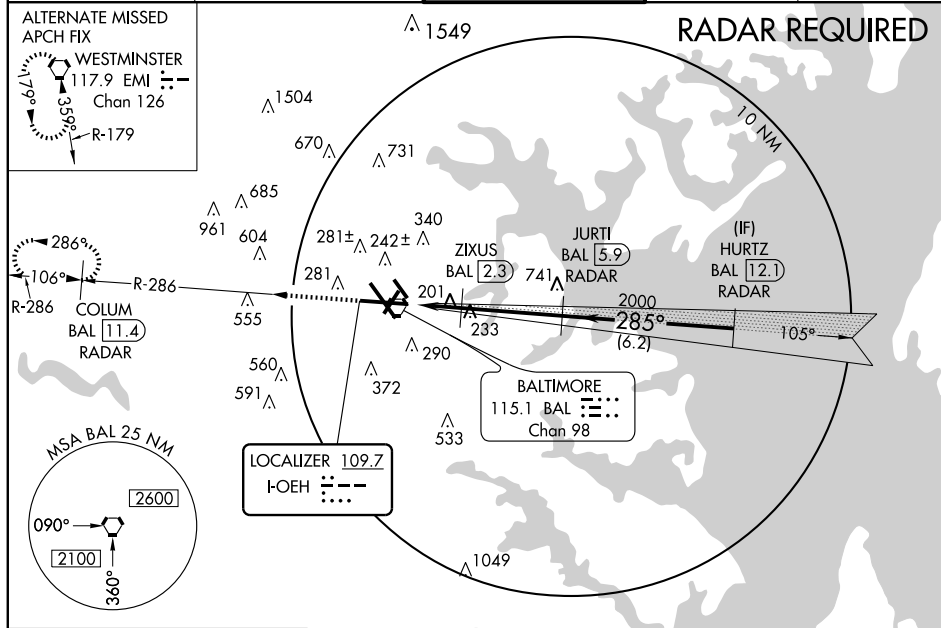 RADAR REQUIRED
ALTERNATE MISSED
APCH FIX
WESTMINSTER
117.9 EMI
Chan 126
179°
359°
R-179
1549
1504
670
731
10 NM
685
961
604
340
281±
242±
281
286°
106°
R-286
R-286
COLUM
BAL 11.4
RADAR
555
ZIXUS
BAL 2.3
JURTI
BAL 5.9
RADAR
(IF)
HURTZ
BAL 12.1
RADAR
741
201
233
2000
285°
(6.2)
105°
290
560
591
372
533
BALTIMORE
115.1 BAL
Chan 98
LOCALIZER 109.7
I-OEH
MSA BAL 25 NM
2600
090°
2100
360°
1049